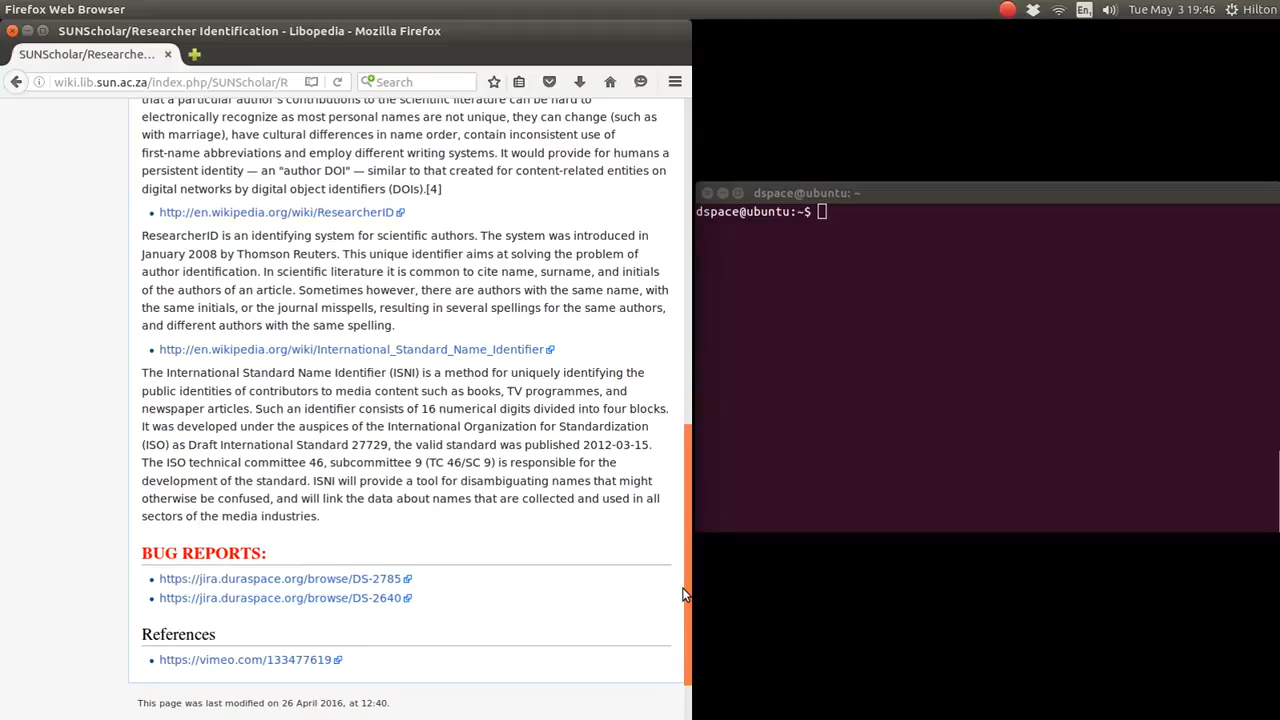 Firefox Web Browser
En
Tue May 3 19:46
Hilton
SUNScholar/Researcher Identification - Libopedia - Mozilla Firefox
SUNScholar/Researche...
wiki.lib.sun.ac.za/index.php/SUNScholar/R
Search
that a particular author's contributions to the scientific literature can be hard to
electronically recognize as most personal names are not unique, they can change (such as
with marriage), have cultural differences in name order, contain inconsistent use of
first-name abbreviations and employ different writing systems. It would provide for humans a
persistent identity — an "author DOI" — similar to that created for content-related entities on
digital networks by digital object identifiers (DOIs).[4]
http://en.wikipedia.org/wiki/ResearcherID
ResearcherID is an identifying system for scientific authors. The system was introduced in
January 2008 by Thomson Reuters. This unique identifier aims at solving the problem of
author identification. In scientific literature it is common to cite name, surname, and initials
of the authors of an article. Sometimes however, there are authors with the same name, with
the same initials, or the journal misspells, resulting in several spellings for the same authors,
and different authors with the same spelling.
http://en.wikipedia.org/wiki/International_Standard_Name_Identifier
The International Standard Name Identifier (ISNI) is a method for uniquely identifying the
public identities of contributors to media content such as books, TV programmes, and
newspaper articles. Such an identifier consists of 16 numerical digits divided into four blocks.
It was developed under the auspices of the International Organization for Standardization
(ISO) as Draft International Standard 27729, the valid standard was published 2012-03-15.
The ISO technical committee 46, subcommittee 9 (TC 46/SC 9) is responsible for the
development of the standard. ISNI will provide a tool for disambiguating names that might
otherwise be confused, and will link the data about names that are collected and used in all
sectors of the media industries.
BUG REPORTS:
https://jira.duraspace.org/browse/DS-2785
https://jira.duraspace.org/browse/DS-2640
References
https://vimeo.com/133477619
This page was last modified on 26 April 2016, at 12:40.
dspace@ubuntu: ~
dspace@ubuntu:~$